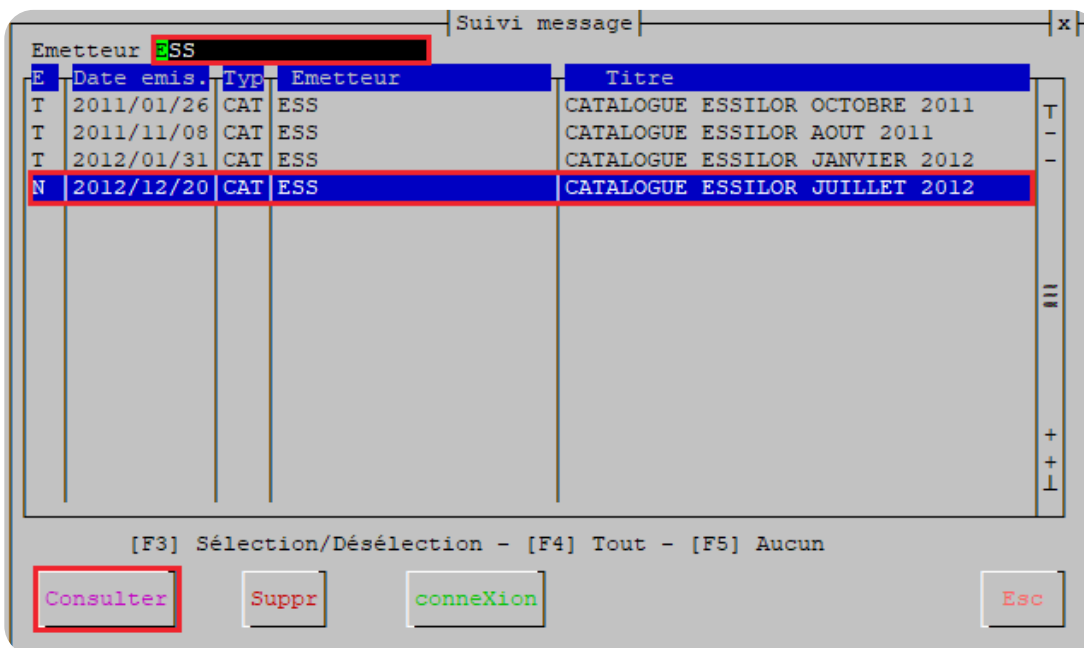 Suivi message x
Emetteur ESS
E Date emis. Typ Emetteur Titre
T 2011/01/26 CAT ESS CATALOGUE ESSILOR OCTOBRE 2011
T 2011/11/08 CAT ESS CATALOGUE ESSILOR AOUT 2011
T 2012/01/31 CAT ESS CATALOGUE ESSILOR JANVIER 2012
N 2012/12/20 CAT ESS CATALOGUE ESSILOR JUILLET 2012
[F3] Sélection/Désélection - [F4] Tout - [F5] Aucun
Consulter Suppr conneXion Esc